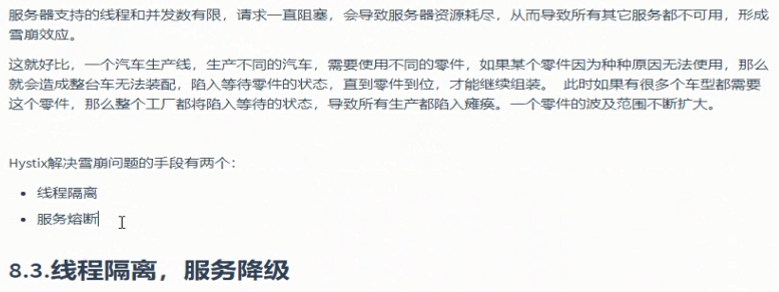 服务器支持的线程和并发数有限，请求一直阻塞，会导致服务器资源耗尽，从而导致所有其它服务都不可用，形成
雪崩效应。
这就好比，一个汽车生产线，生产不同的汽车，需要使用不同的零件，如果某个零件因为种种原因无法使用，那么
就会造成整台车无法装配，陷入等待零件的状态，直到零件到位，才能继续组装。 此时如果有很多个车型都需要
这个零件，那么整个工厂都将陷入等待的状态，导致所有生产都陷入瘫痪。一个零件的波及范围不断扩大。
Hystix解决雪崩问题的手段有两个：
• 线程隔离
• 服务熔断
8.3.线程隔离，服务降级